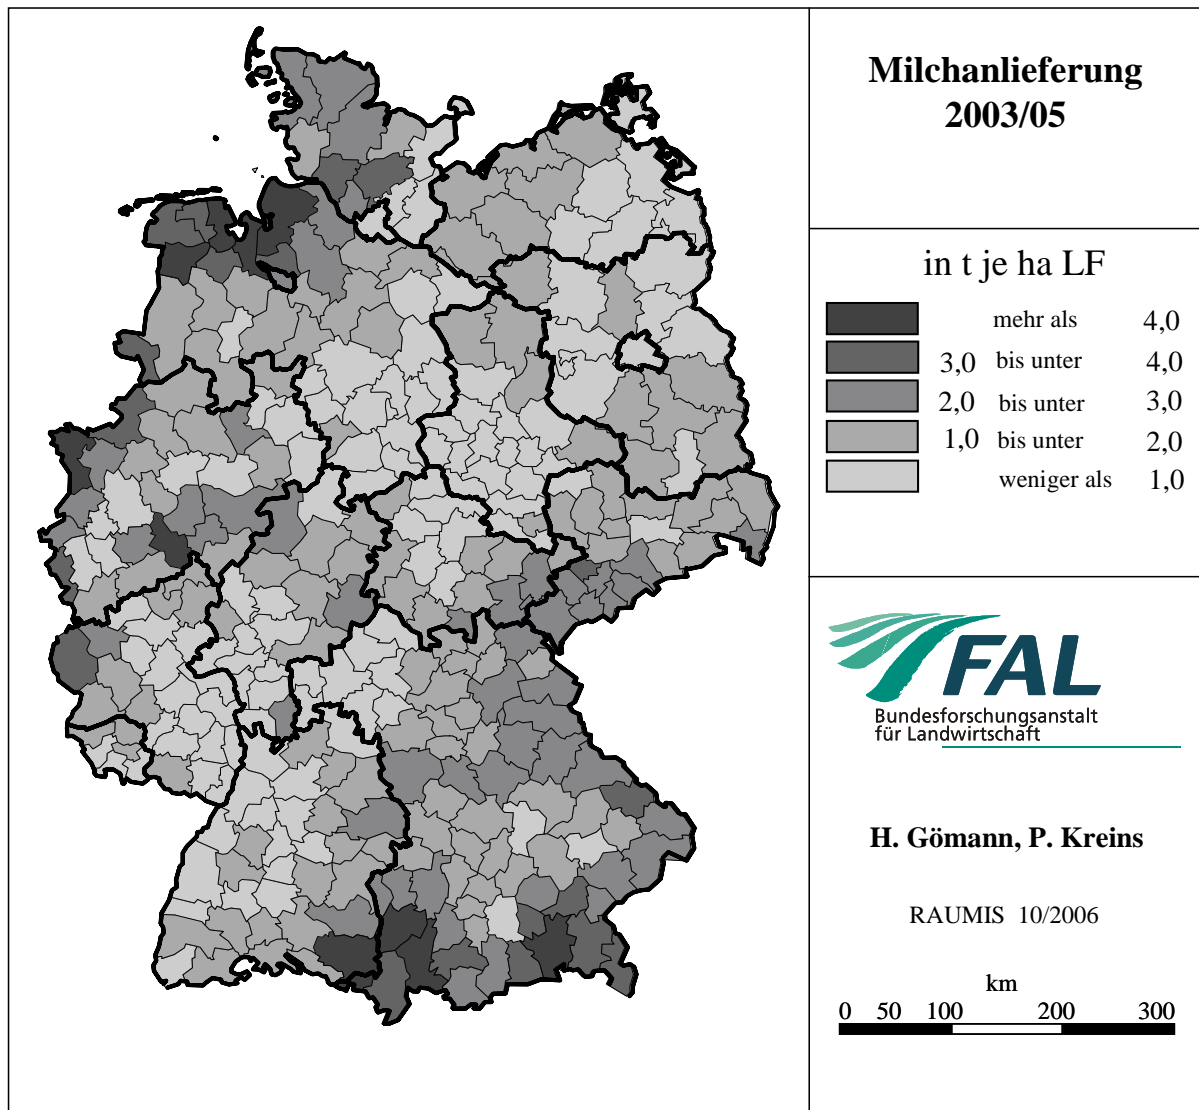 Milchanlieferung
2003/05
in t je ha LF
mehr als 4,0
3,0 bis unter 4,0
2,0 bis unter 3,0
1,0 bis unter 2,0
weniger als 1,0
FAL
Bundesforschungsanstalt
für Landwirtschaft
H. Gömann, P. Kreins
RAUMIS 10/2006
km
0 50 100 200 300